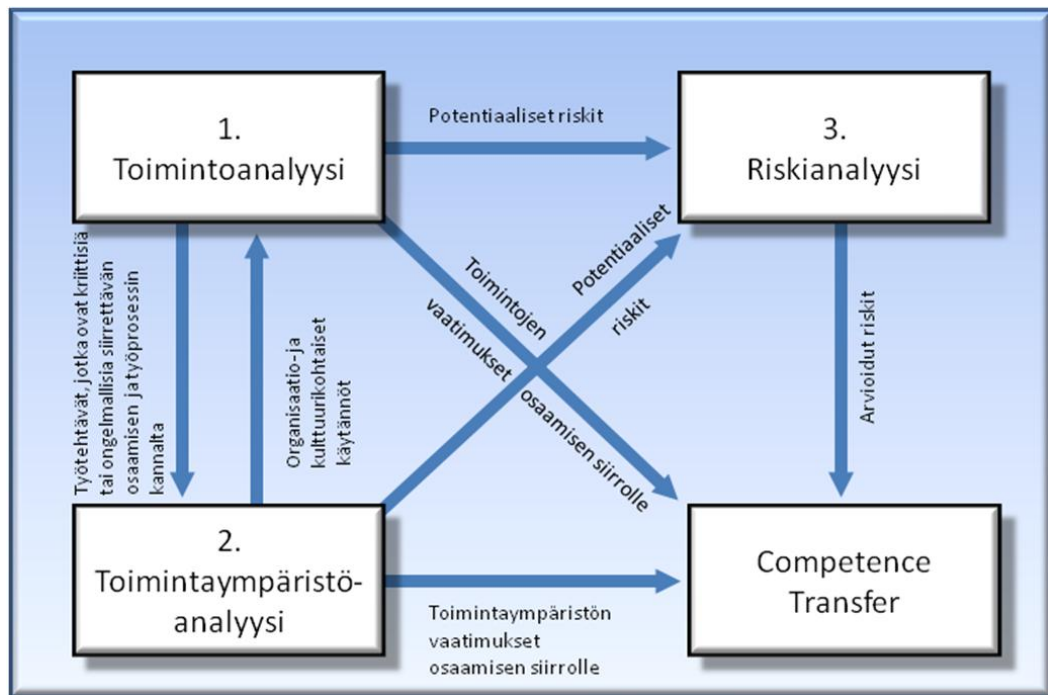 1.
Toimintoanalyysi
Potentiaaliset riskit
3.
Riskianalyysi
Työtehtävät, jotka ovat kriittisiä
tai ongelmallisia siirrettävän
osaamisen ja työprosessin
kannalta
Organisaatio- ja
kulttuurikohtaiset
käytännöt
Toimintojen
vaatimukset
osaamisen siirrolle
Potentiaaliset
riskit
Arvioidut riskit
2.
Toimintaympäristö-
analyysi
Toimintaympäristön
vaatimukset
osaamisen siirrolle
Competence
Transfer